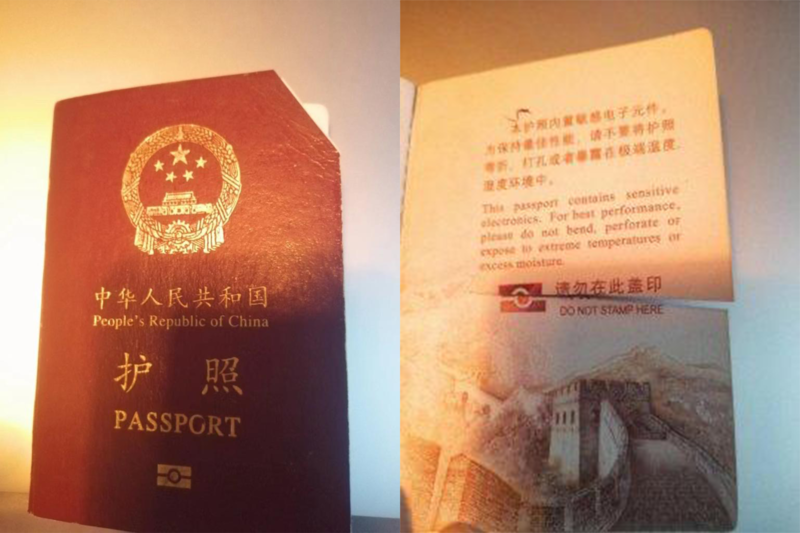 中华人民共和国
People's Republic of China
护照
PASSPORT
本护照内置敏感电子元件。
为保持最佳性能，请不要将护照
弯折、打孔或者暴露在极端温度、
湿度环境中。
This passport contains sensitive
electronics. For best performance,
please do not bend, perforate or
expose to extreme temperatures or
excess moisture.
请勿在此盖印
DO NOT STAMP HERE